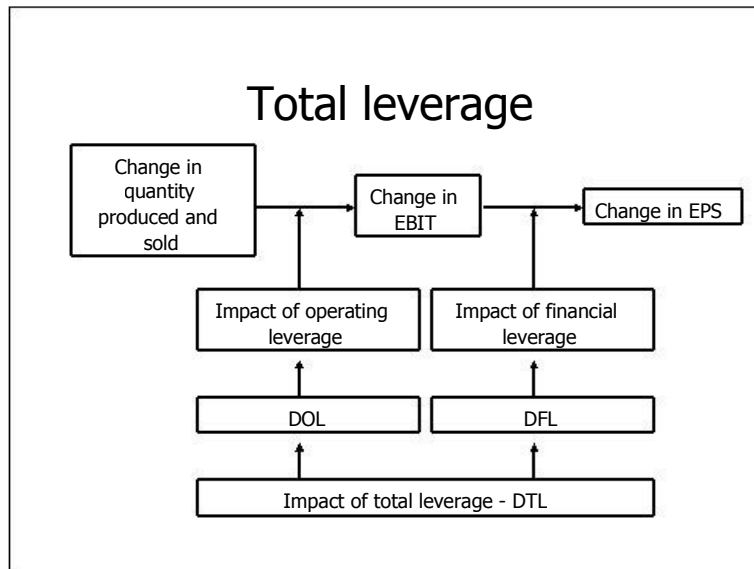 Total leverage
Change in
quantity
produced and
sold
Change in
EBIT
Change in EPS
Impact of operating
leverage
Impact of financial
leverage
DOL
DFL
Impact of total leverage - DTL